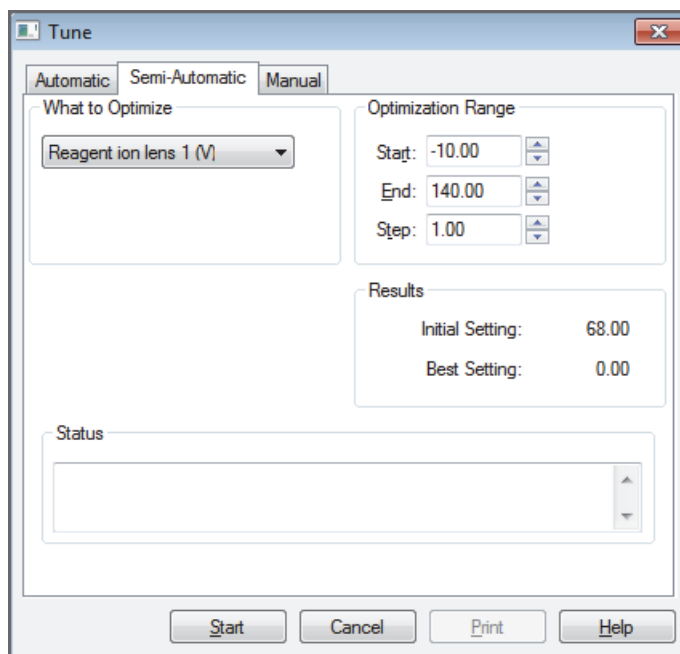 Tune
Automatic Semi-Automatic Manual
What to Optimize
Reagent ion lens 1 (V)
Optimization Range
Start: -10.00
End: 140.00
Step: 1.00
Results
Initial Setting: 68.00
Best Setting: 0.00
Status
Start Cancel Print Help